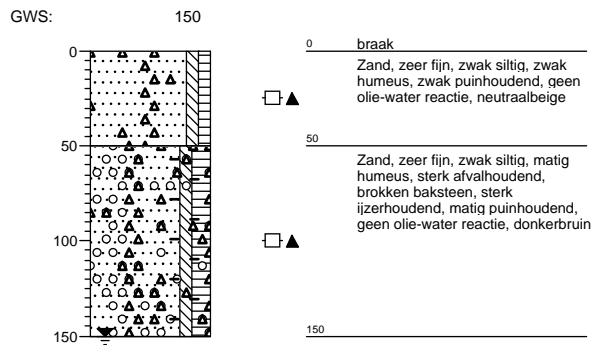 GWS: 150
0
0 braak
Zand, zeer fijn, zwak siltig, zwak
humeus, zwak puinhoudend, geen
olie-water reactie, neutraalbeige
50
50
Zand, zeer fijn, zwak siltig, matig
humeus, sterk afvalhoudend,
brokken baksteen, sterk
ijzerhoudend, matig puinhoudend,
geen olie-water reactie, donkerbruin
100
150
150